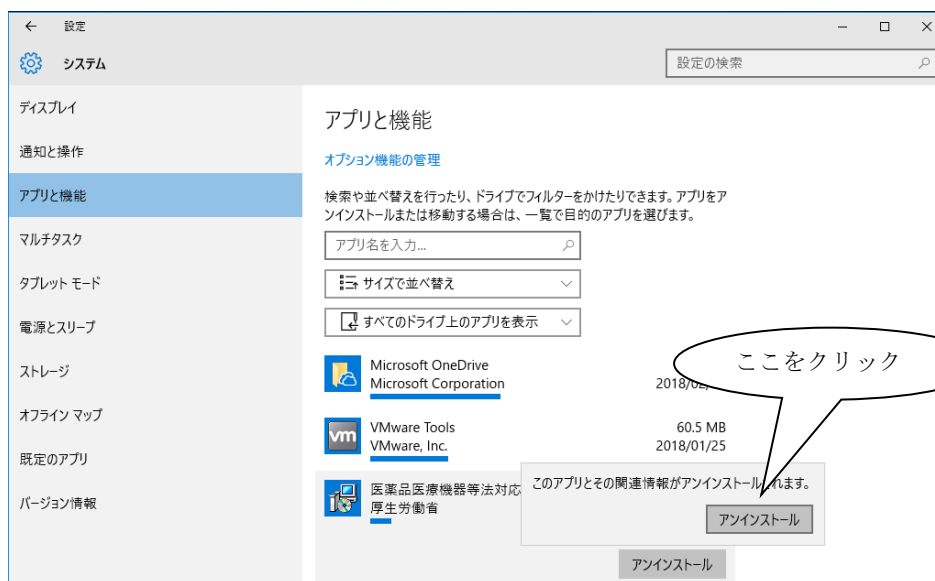 設定
システム
設定の検索
ディスプレイ
通知と操作
アプリと機能
マルチタスク
タブレット モード
電源とスリープ
ストレージ
オフライン マップ
既定のアプリ
バージョン情報
アプリと機能
オプション機能の管理
検索や並べ替えを行ったり、ドライブでフィルターをかけたりできます。アプリをア
ンインストールまたは移動する場合は、一覧で目的のアプリを選びます。
アプリ名を入力...
サイズで並べ替え
すべてのドライブ上のアプリを表示
Microsoft OneDrive
Microsoft Corporation
ここをクリック
VMware Tools
60.5 MB
VMware, Inc.
2018/01/25
vm
医薬品医療機器等法対応
厚生労働省
このアプリとその関連情報がアンインストールされます。
アンインストール
アンインストール